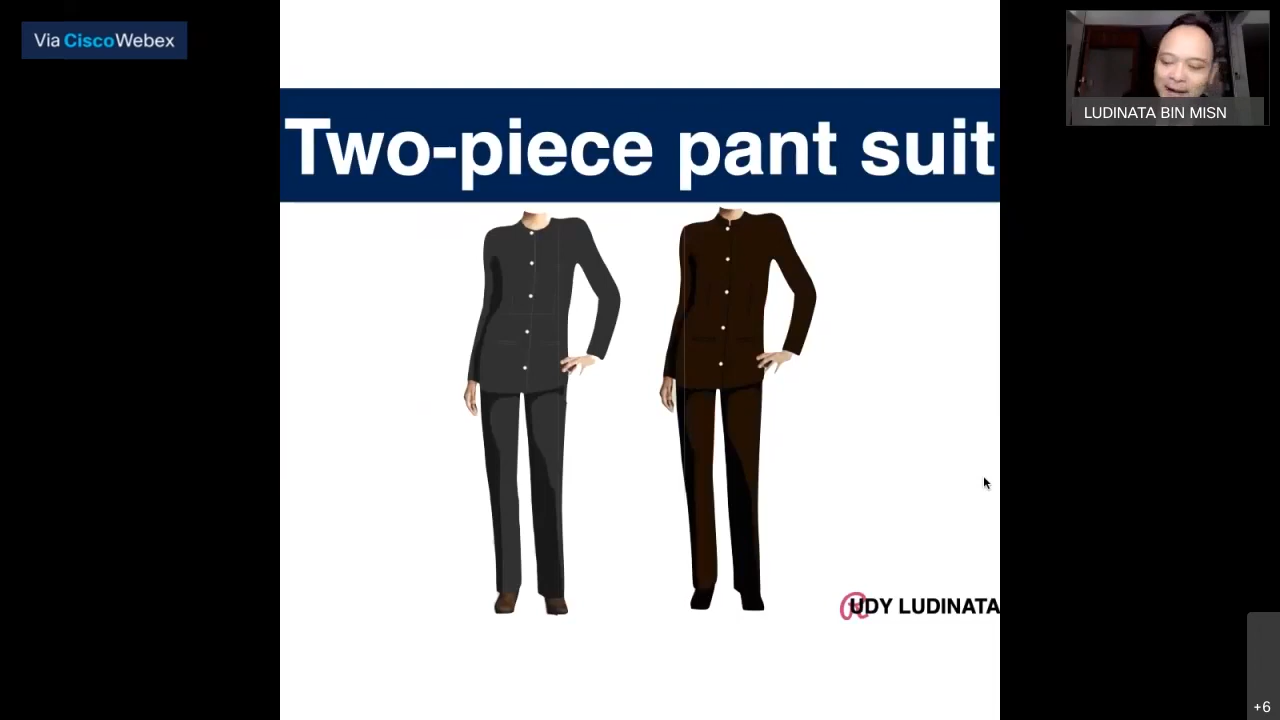 Via CiscoWebex
LUDINATA BIN MISN
Two-piece pant suit
UDY LUDINATA
+6